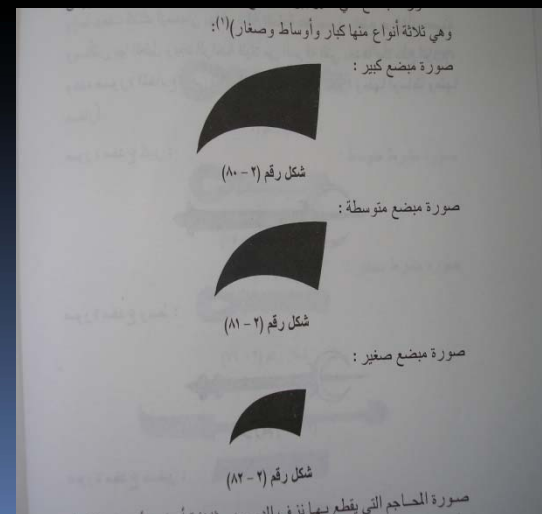 وهي ثلاثة أنواع منها كبار وأوساط وصغار)(١):
صورة مبضع كبير :
شكل رقم (٢ – ٨٠)
صورة مبضع متوسطة :
شكل رقم (٢ – ٨١)
صورة مبضع صغير :
شكل رقم (٢ – ٨٢)
صورة المحاجم التي يقطع بها نزف